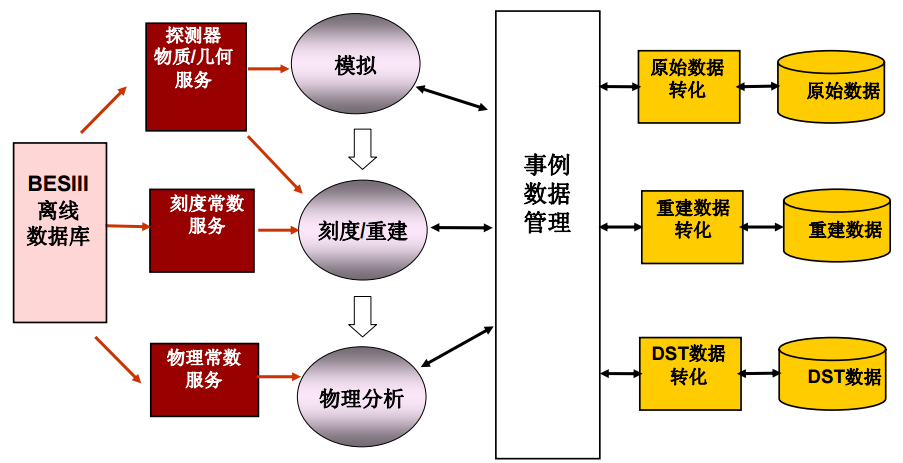 BESIII
离线
数据库
探测器
物质/几何
服务
刻度常数
服务
物理常数
服务
模拟
刻度/重建
物理分析
事例
数据
管理
原始数据
转化
原始数据
重建数据
转化
重建数据
DST数据
转化
DST数据